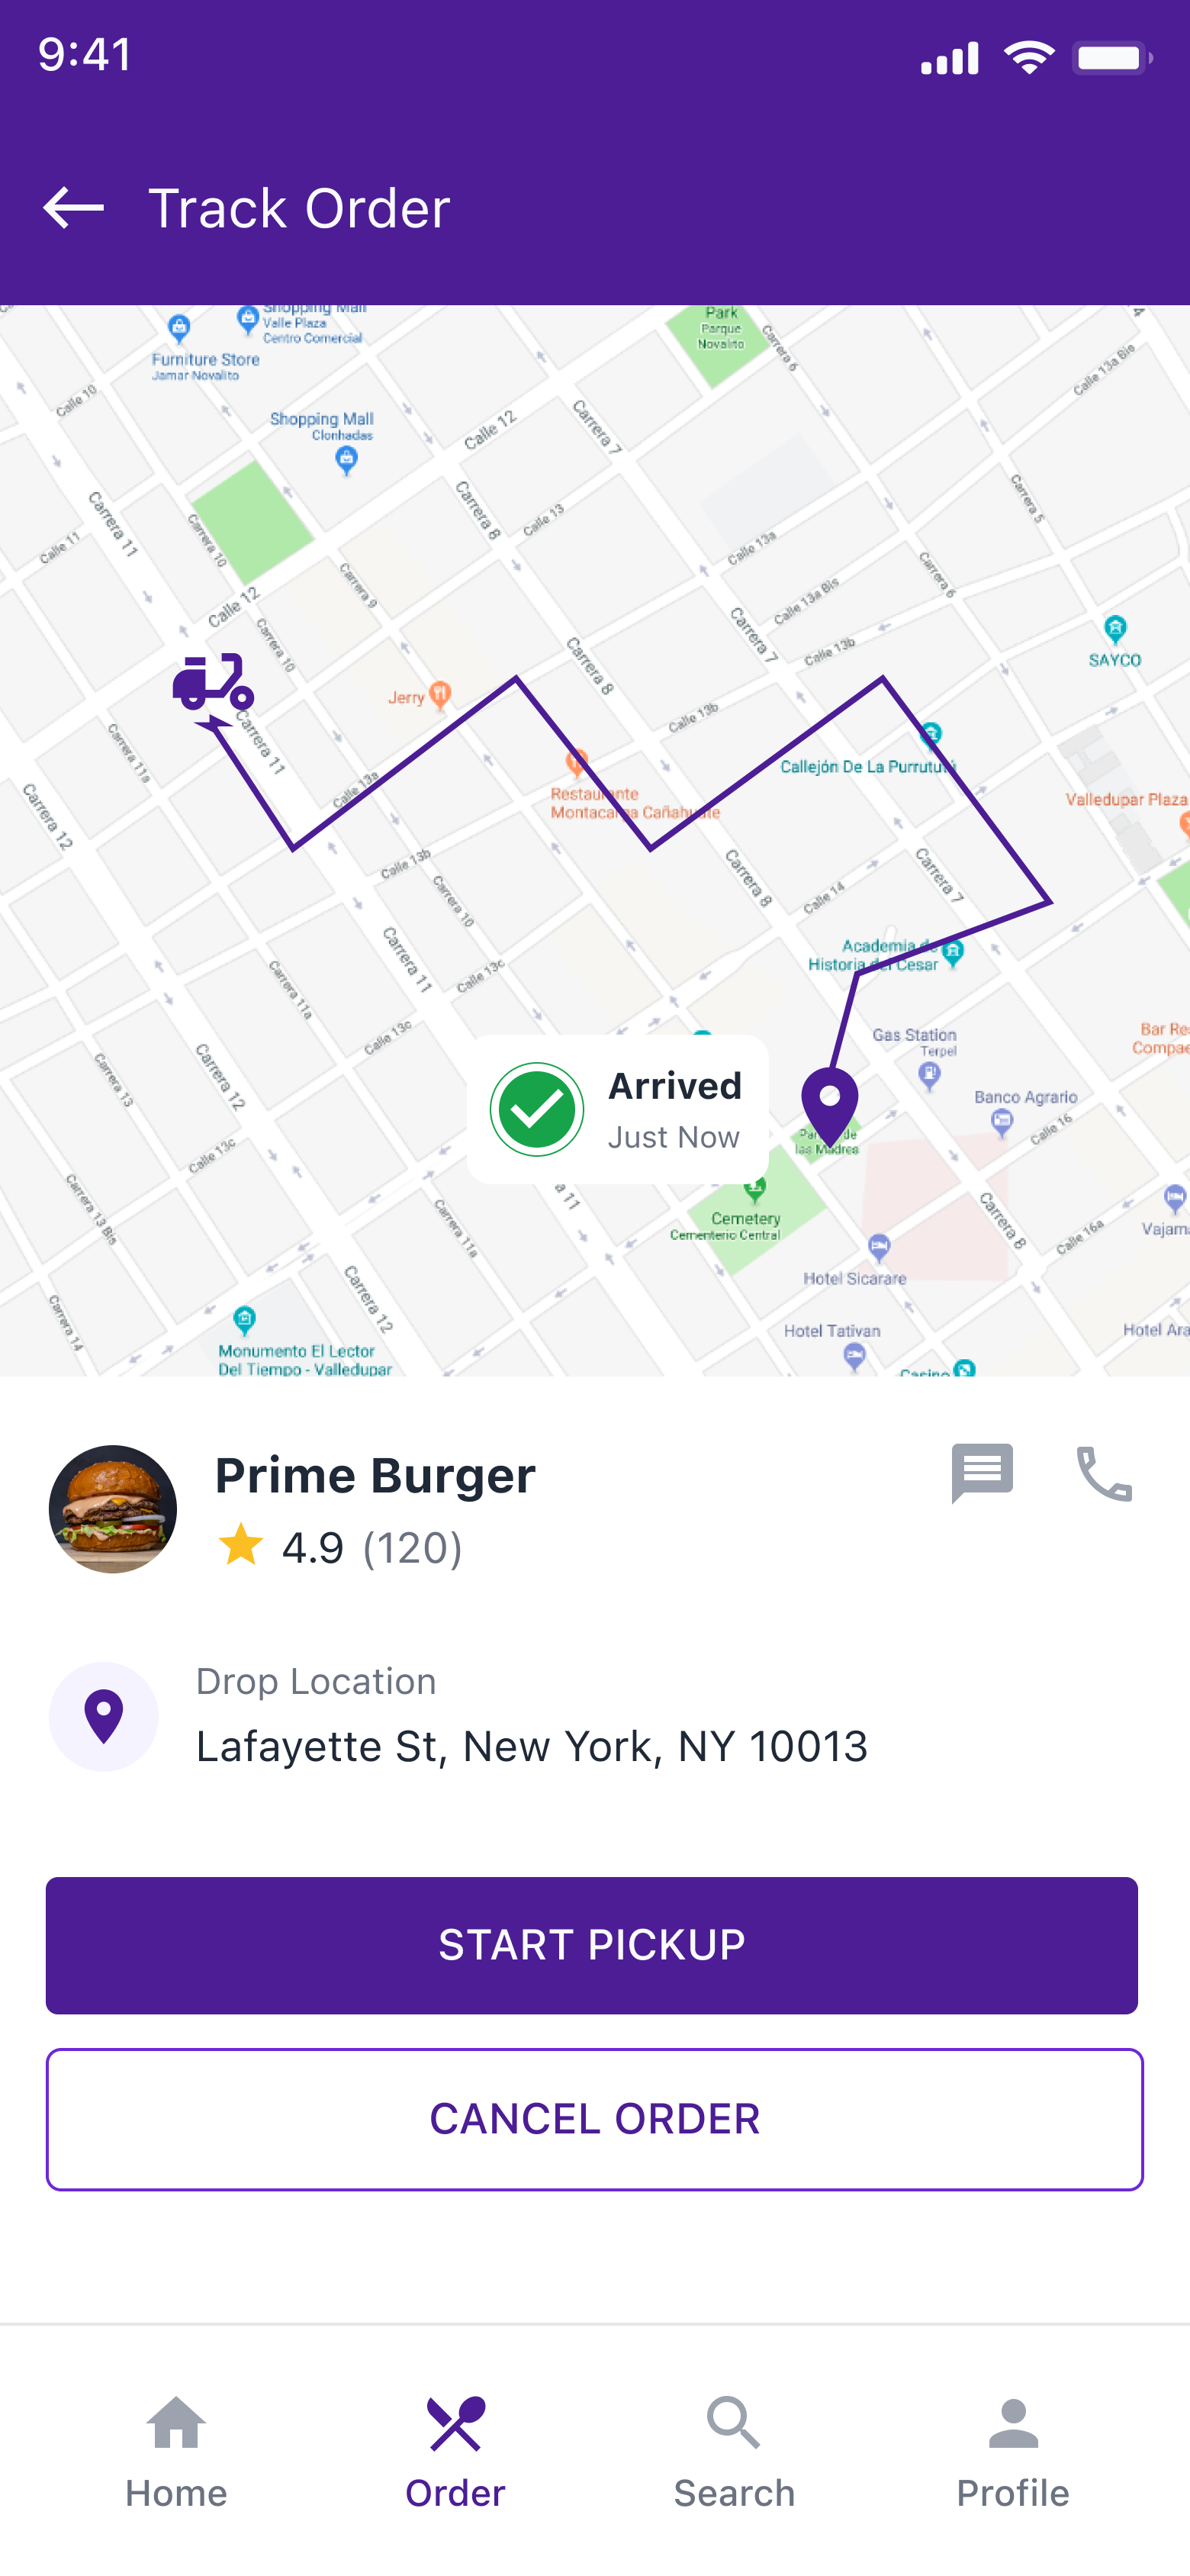 9:41
Track Order
Shopping Mall
Valle Plaza
Centro Comercial
Furniture Store
Jamar Novalito
Park
Parque
Novalito
Carrera 6
Calle 13a Bis
Calle 10
Shopping Mall
Clonhadas
Calle 12
Carrera 7
Carrera 11
Carrera 10
Carrera 8
Calle 13
Carrera 5
Calle 11
Calle 13a
Carrera 9
Carrera 6
Calle 12
Calle 13a Bis
Carrera 10
Carrera 7
Calle 13b
SAYCO
Carrera 8
Jerry
Calle 13b
Carrera 11
Carrera 11a
Callejón De La Purrututú
Calle 13a
Restaurante
Montacarga Cañahuate
Valledupar Plaza
Carrera 12
Calle 13b
Carrera 10
Carrera 8
Calle 14
Carrera 7
Academia de
Historia del Cesar
Carrera 11
Calle 13c
Carrera 11a
Calle 13c
Gas Station
Terpel
Bar Re
Compae
Carrera 13
Carrera 12
Arrived
Just Now
Banco Agrario
Calle 16
Parque de
las Madres
Calle 13c
Carrera 13 Bis
a 11
Carrera 11a
Cemetery
Cementerio Central
Carrera 8
Calle 16a
Vajam
Hotel Sicarare
Carrera 12
Carrera 14
Hotel Tativan
Hotel Ara
Monumento El Lector
Del Tiempo - Valledupar
Casino
Prime Burger
4.9 (120)
Drop Location
Lafayette St, New York, NY 10013
START PICKUP
CANCEL ORDER
Home
Order
Search
Profile